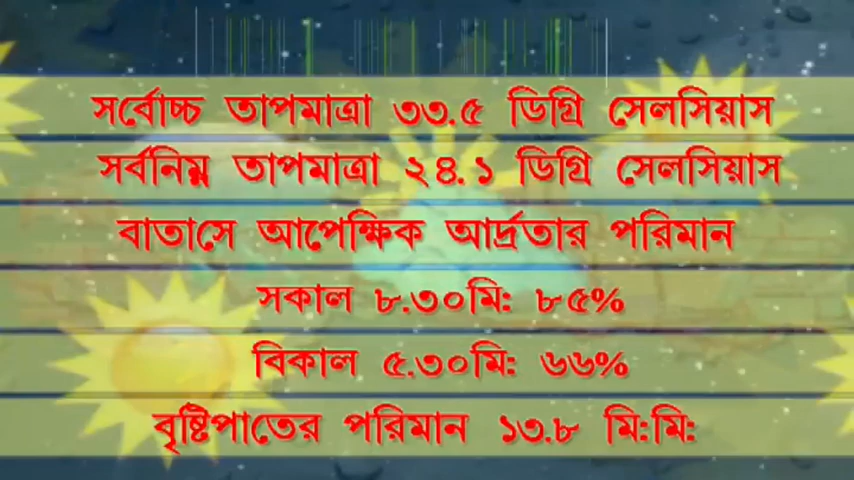 সর্বোচ্চ তাপমাত্রা ৩৩.৫ ডিগ্রি সেলসিয়াস
সর্বনিম্ন তাপমাত্রা ২৪.১ ডিগ্রি সেলসিয়াস
বাতাসে আপেক্ষিক আর্দ্রতার পরিমান
সকাল ৮.৩০মি: ৮৫%
বিকাল ৫.৩০মি: ৬৬%
বৃষ্টিপাতের পরিমান ১৩.৮ মি:মি: